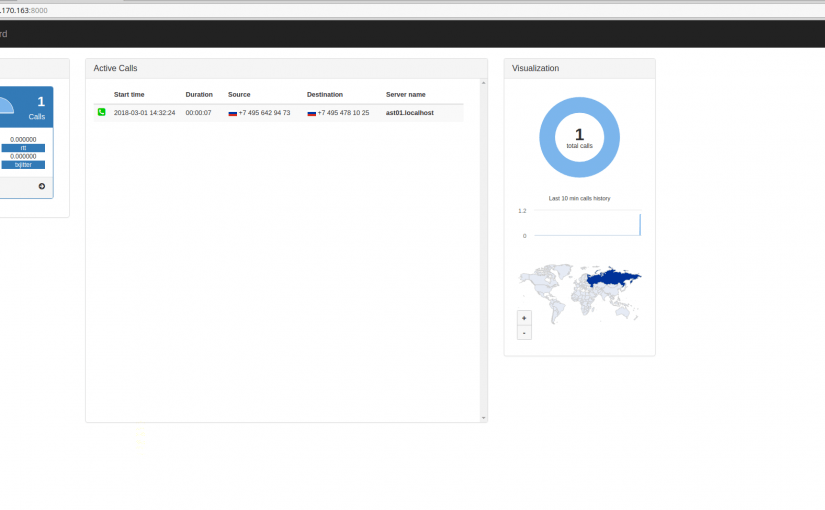 .170.163:8000
rd
1
Calls
0.000000
rtt
0.000000
txjitter
Active Calls
Start time Duration Source Destination Server name
2018-03-01 14:32:24 00:00:07 +7 495 642 94 73 +7 495 478 10 25 ast01.localhost
Visualization
1
total calls
Last 10 min calls history
1.2
0
+
-